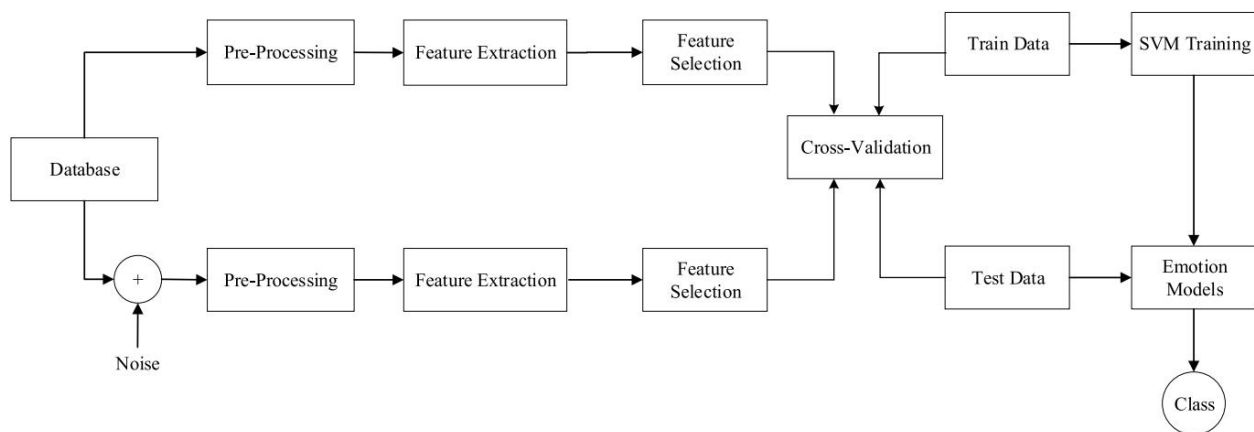 Pre-Processing
Feature Extraction
Feature
Selection
Train Data
SVM Training
Database
Cross-Validation
+
Pre-Processing
Feature Extraction
Feature
Selection
Test Data
Emotion
Models
Noise
Class